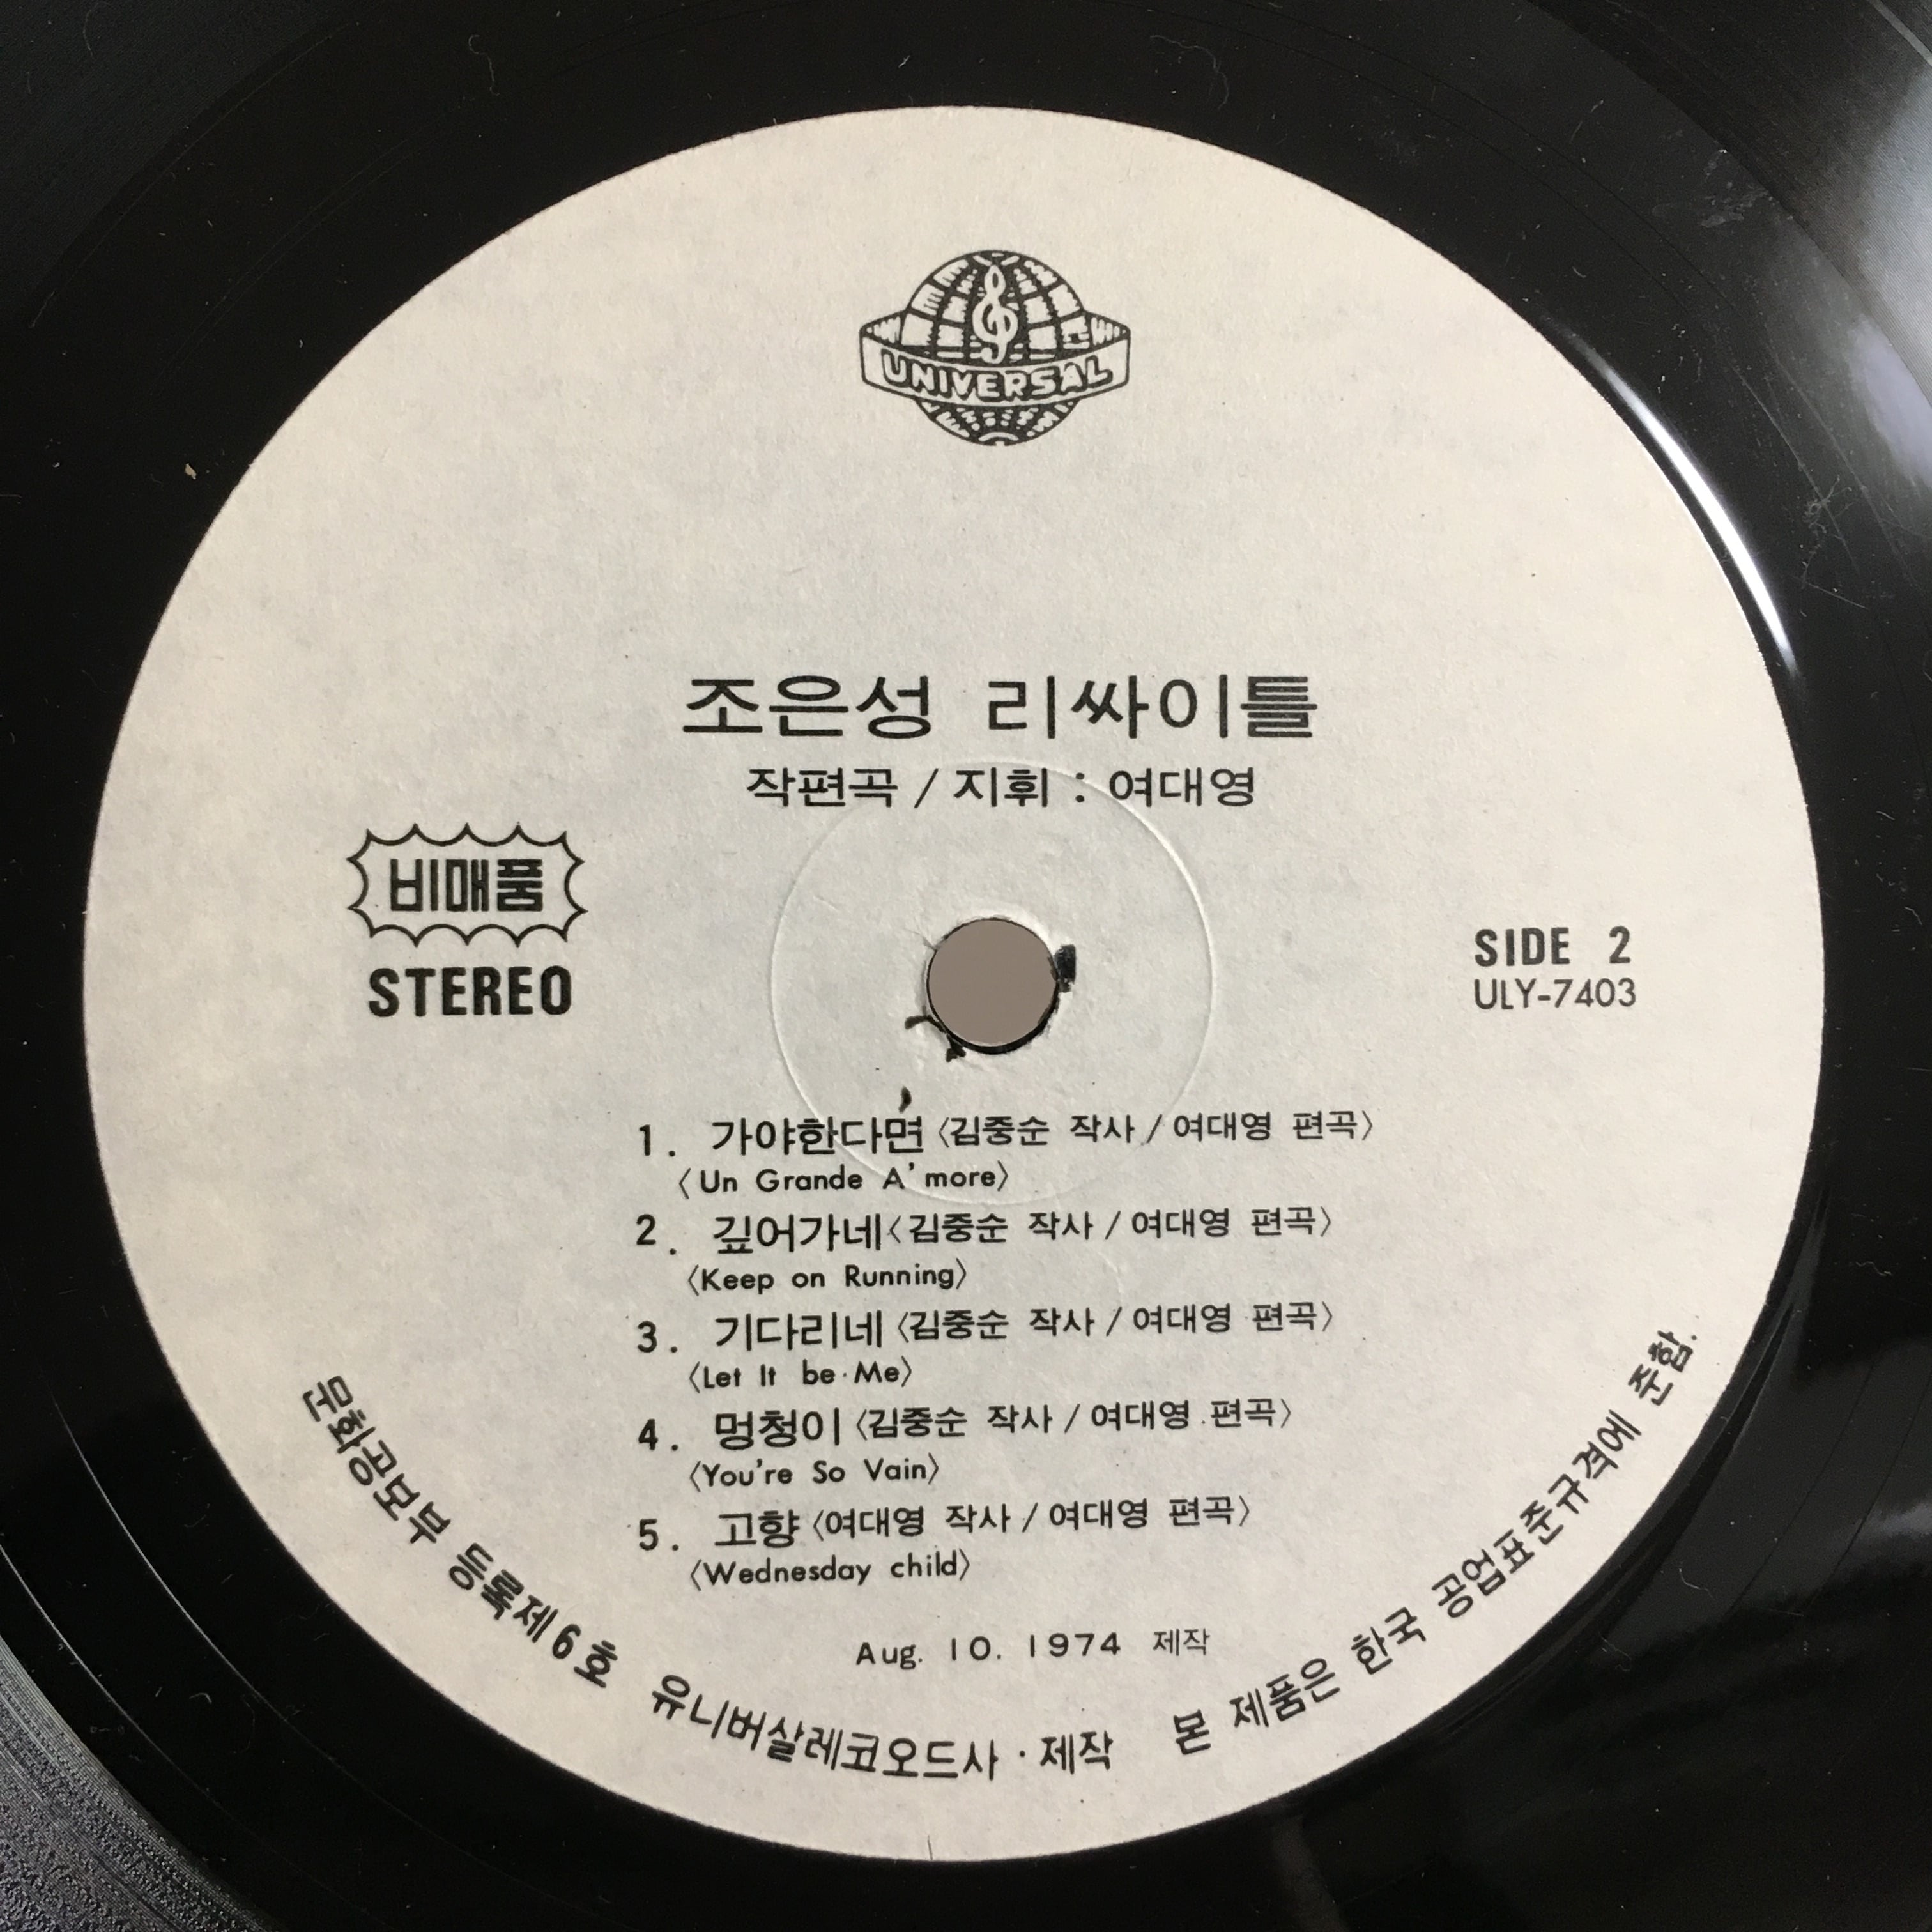 UNIVERSAL
조은성 리싸이틀
작편곡 / 지휘 : 여대영
비매품
STEREO
SIDE 2
ULY-7403
1. 가야한다면 〈김중순 작사 / 여대영 편곡〉
〈Un Grande A'more〉
2. 깊어가네 〈김중순 작사 / 여대영 편곡〉
〈Keep on Running〉
3. 기다리네 〈김중순 작사 / 여대영 편곡〉
〈Let It be Me〉
4. 멍청이 〈김중순 작사 / 여대영 편곡〉
〈You're So Vain〉
5. 고향 〈여대영 작사 / 여대영 편곡〉
〈Wednesday child〉
Aug. 10. 1974 제작
문화공보부 등록제6호 유니버살레코오드사 · 제작 본 제품은 한국 공업표준규격에 준함.